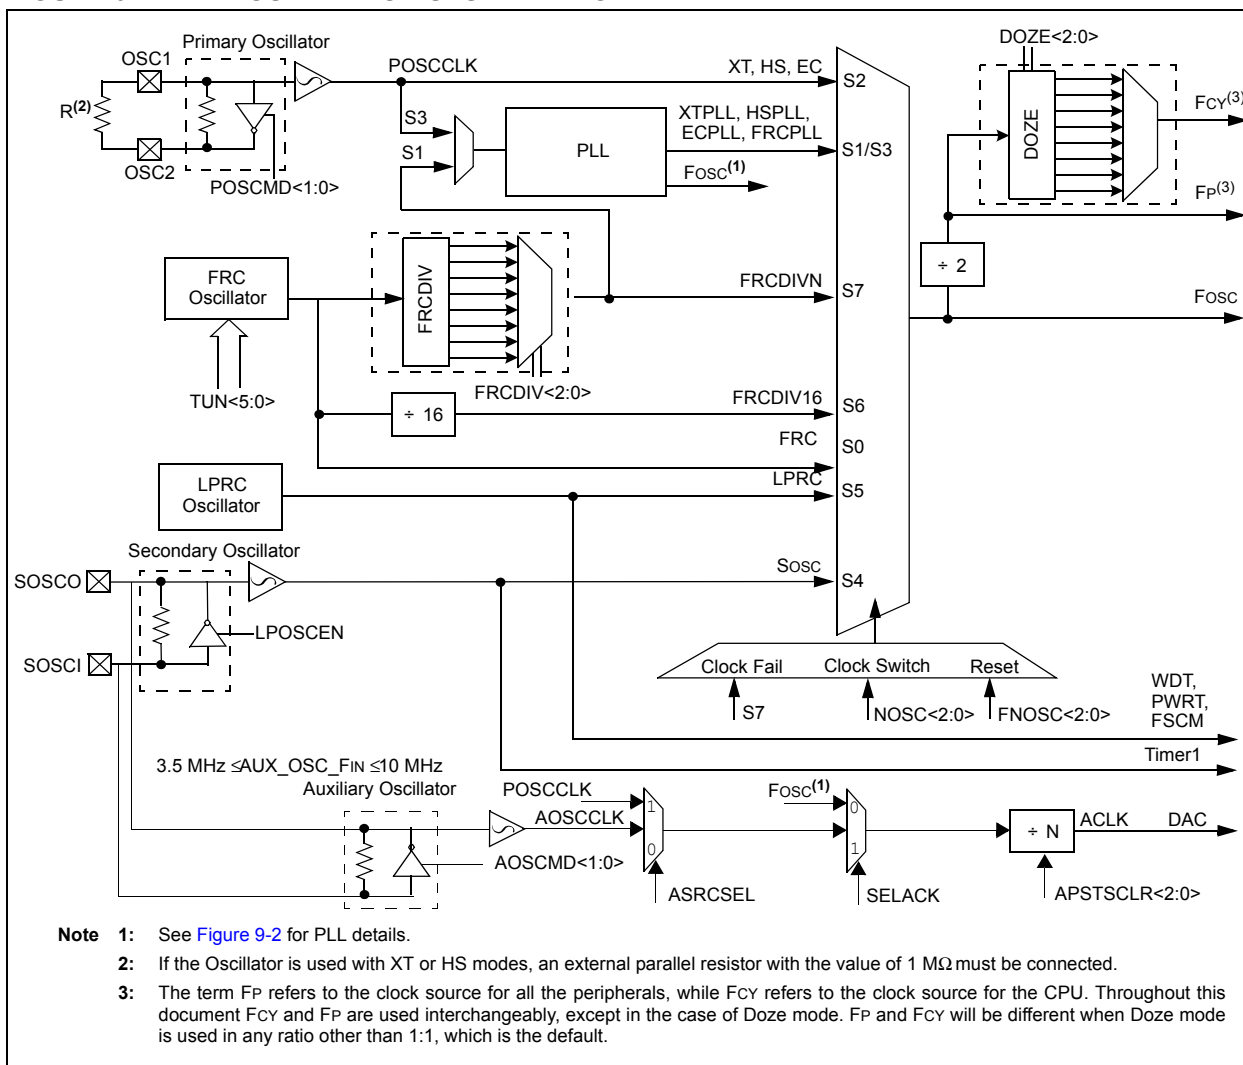 Primary Oscillator
DOZE<2:0>
OSC1
POSCCLK
XT, HS, EC
S2
R(2)
S3
XTPLL, HSPLL,
ECPLL, FRCPLL
DOZE
FCY(3)
S1
PLL
S1/S3
OSC2
POSCMD<1:0>
FOSC(1)
FP(3)
÷ 2
FRC
Oscillator
FRCDIV
FRCDIVN
S7
FOSC
TUN<5:0>
FRCDIV<2:0>
FRCDIV16
S6
÷ 16
FRC
S0
LPRC
Oscillator
LPRC
S5
Secondary Oscillator
SOSCO
SOSC
S4
LPOSCEN
SOSCI
Clock Fail
Clock Switch
Reset
S7
NOSC<2:0>
FNOSC<2:0>
WDT,
PWRT,
FSCM
Timer1
3.5 MHz ≤AUX_OSC_FIN ≤10 MHz
Auxiliary Oscillator
POSCCLK
FOSC(1)
1
0
AOSCCLK
÷ N
ACLK
DAC
0
1
AOSCMD<1:0>
ASRCSEL
SELACK
APSTSCLR<2:0>
Note 1: See Figure 9-2 for PLL details.
2: If the Oscillator is used with XT or HS modes, an external parallel resistor with the value of 1 MΩ must be connected.
3: The term FP refers to the clock source for all the peripherals, while FCY refers to the clock source for the CPU. Throughout this
document FCY and FP are used interchangeably, except in the case of Doze mode. FP and FCY will be different when Doze mode
is used in any ratio other than 1:1, which is the default.